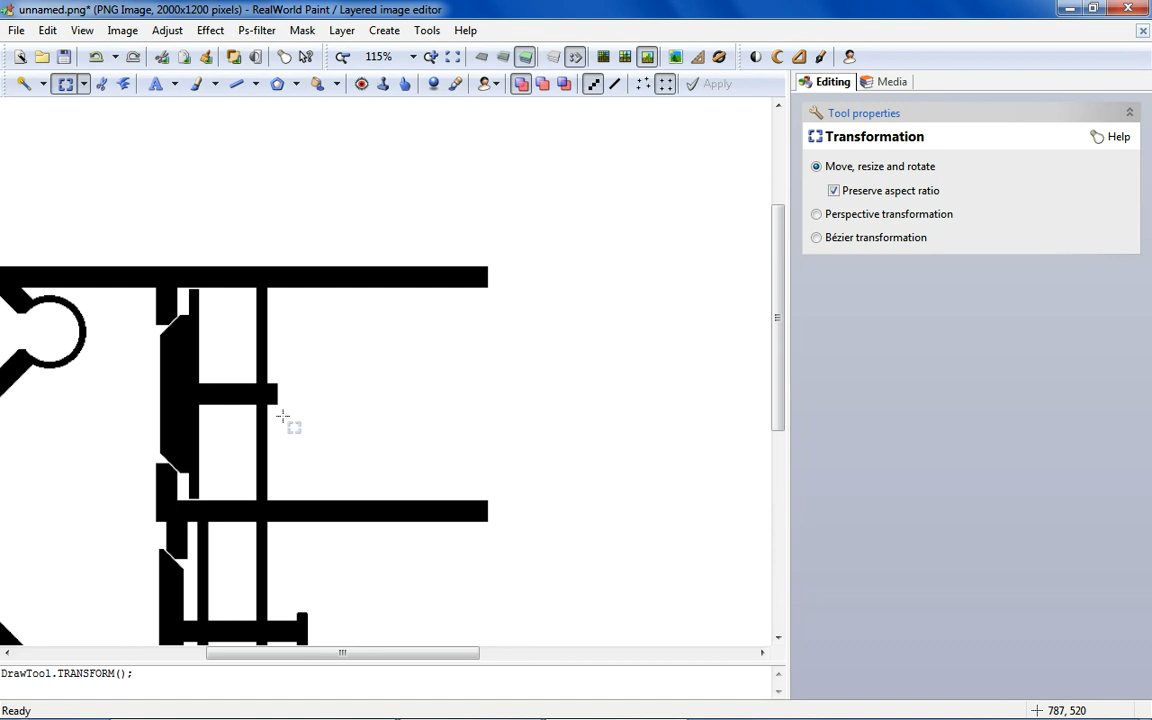 unnamed.png* (PNG Image, 2000x1200 pixels) - RealWorld Paint / Layered image editor
File Edit View Image Adjust Effect Ps-filter Mask Layer Create Tools Help
115%
A Apply
Editing Media
Tool properties
Transformation Help
Move, resize and rotate
Preserve aspect ratio
Perspective transformation
Bézier transformation
DrawTool.TRANSFORM();
Ready 787, 520